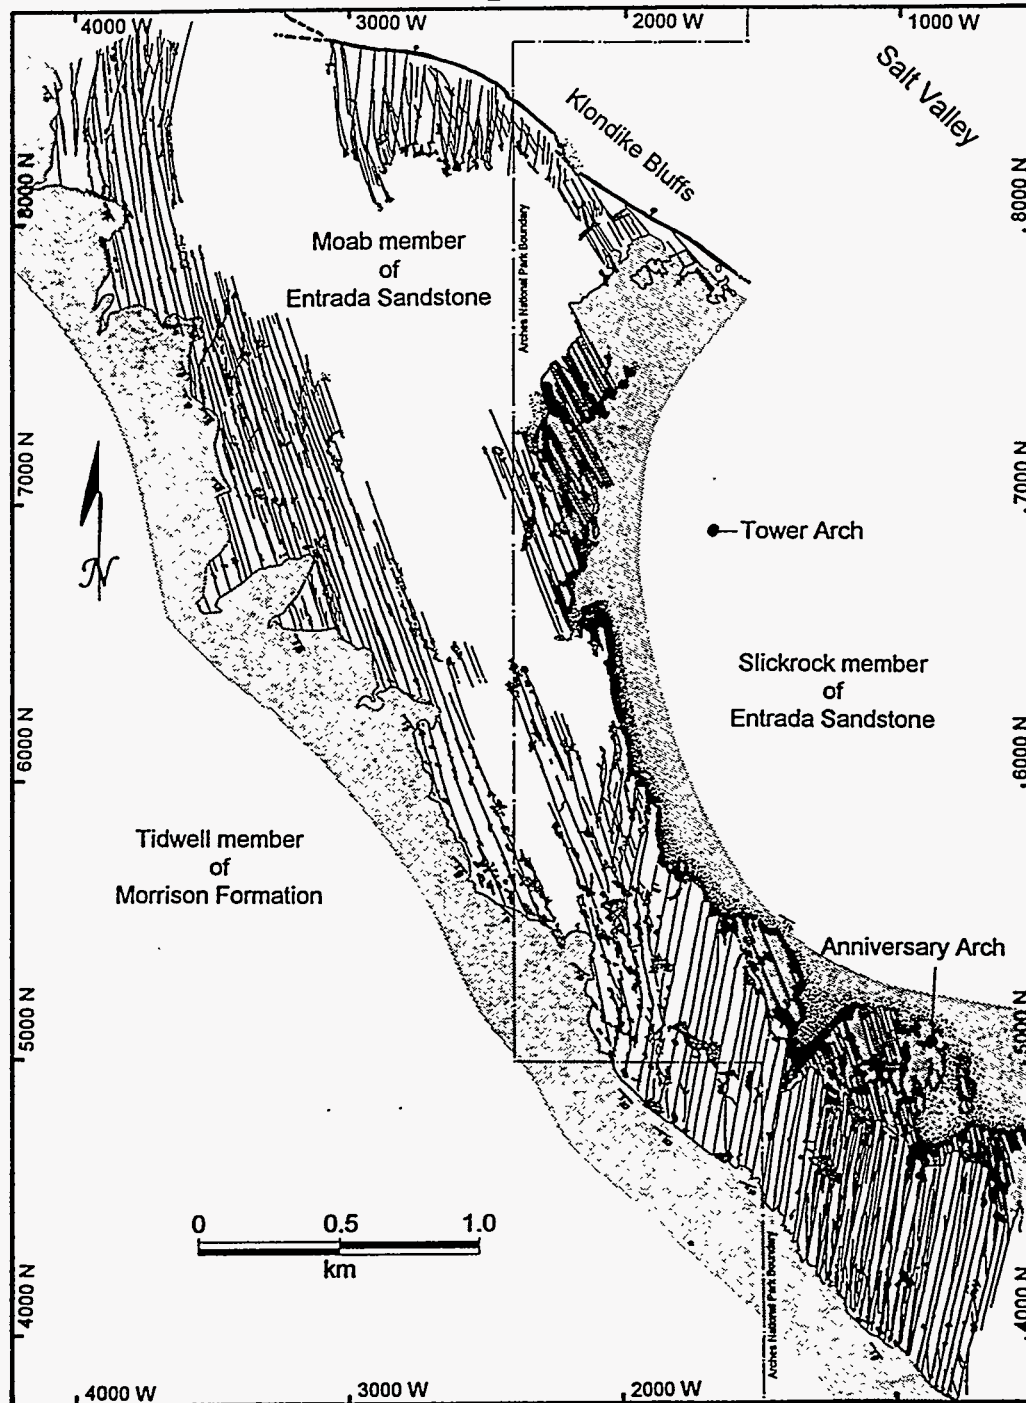 4000 W
3000 W
2000 W
1000 W
Salt Valley
Klondike Bluffs
8000 N
8000 N
Arches National Park Boundary
Moab member
of
Entrada Sandstone
7000 N
7000 N
N
Tower Arch
Slickrock member
of
Entrada Sandstone
6000 N
6000 N
Tidwell member
of
Morrison Formation
Anniversary Arch
5000 N
5000 N
0 0.5 1.0
km
Arches National Park Boundary
4000 N
4000 N
4000 W
3000 W
2000 W